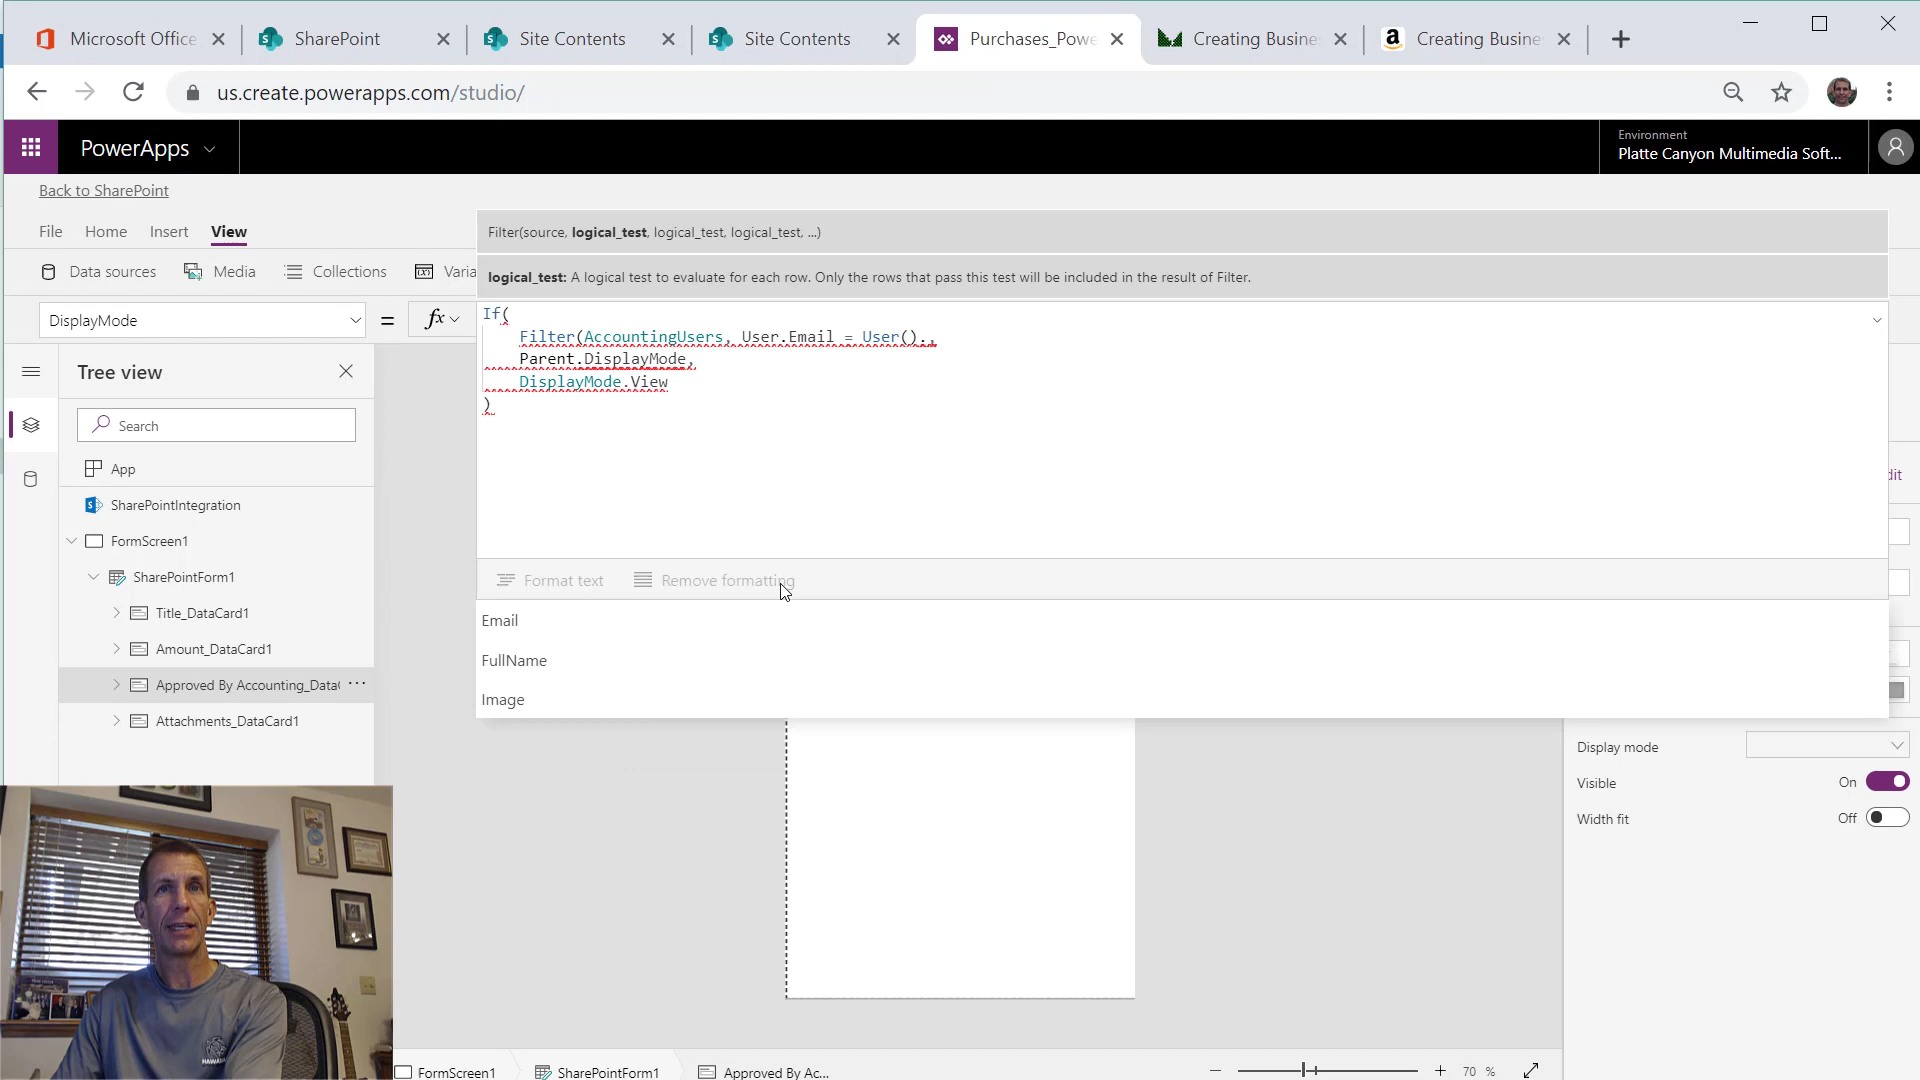 Microsoft Office
SharePoint
Site Contents
Site Contents
Purchases_Powe
Creating Busine
Creating Busine
us.create.powerapps.com/studio/
PowerApps
Environment
Platte Canyon Multimedia Soft...
Back to SharePoint
File
Home
Insert
View
Filter(source, logical_test, logical_test, logical_test, ...)
Data sources
Media
Collections
Varia
logical_test: A logical test to evaluate for each row. Only the rows that pass this test will be included in the result of Filter.
DisplayMode
=
fx
If(
Filter(AccountingUsers, User.Email = User().,
Parent.DisplayMode,
DisplayMode.View
)
Tree view
Search
App
SharePointIntegration
FormScreen1
SharePointForm1
Title_DataCard1
Amount_DataCard1
Approved By Accounting_Data(
...
Attachments_DataCard1
dit
Format text
Remove formatting
Email
FullName
Image
Display mode
Visible
On
Width fit
Off
HAWAII
FormScreen1
SharePointForm1
Approved By Ac...
70 %